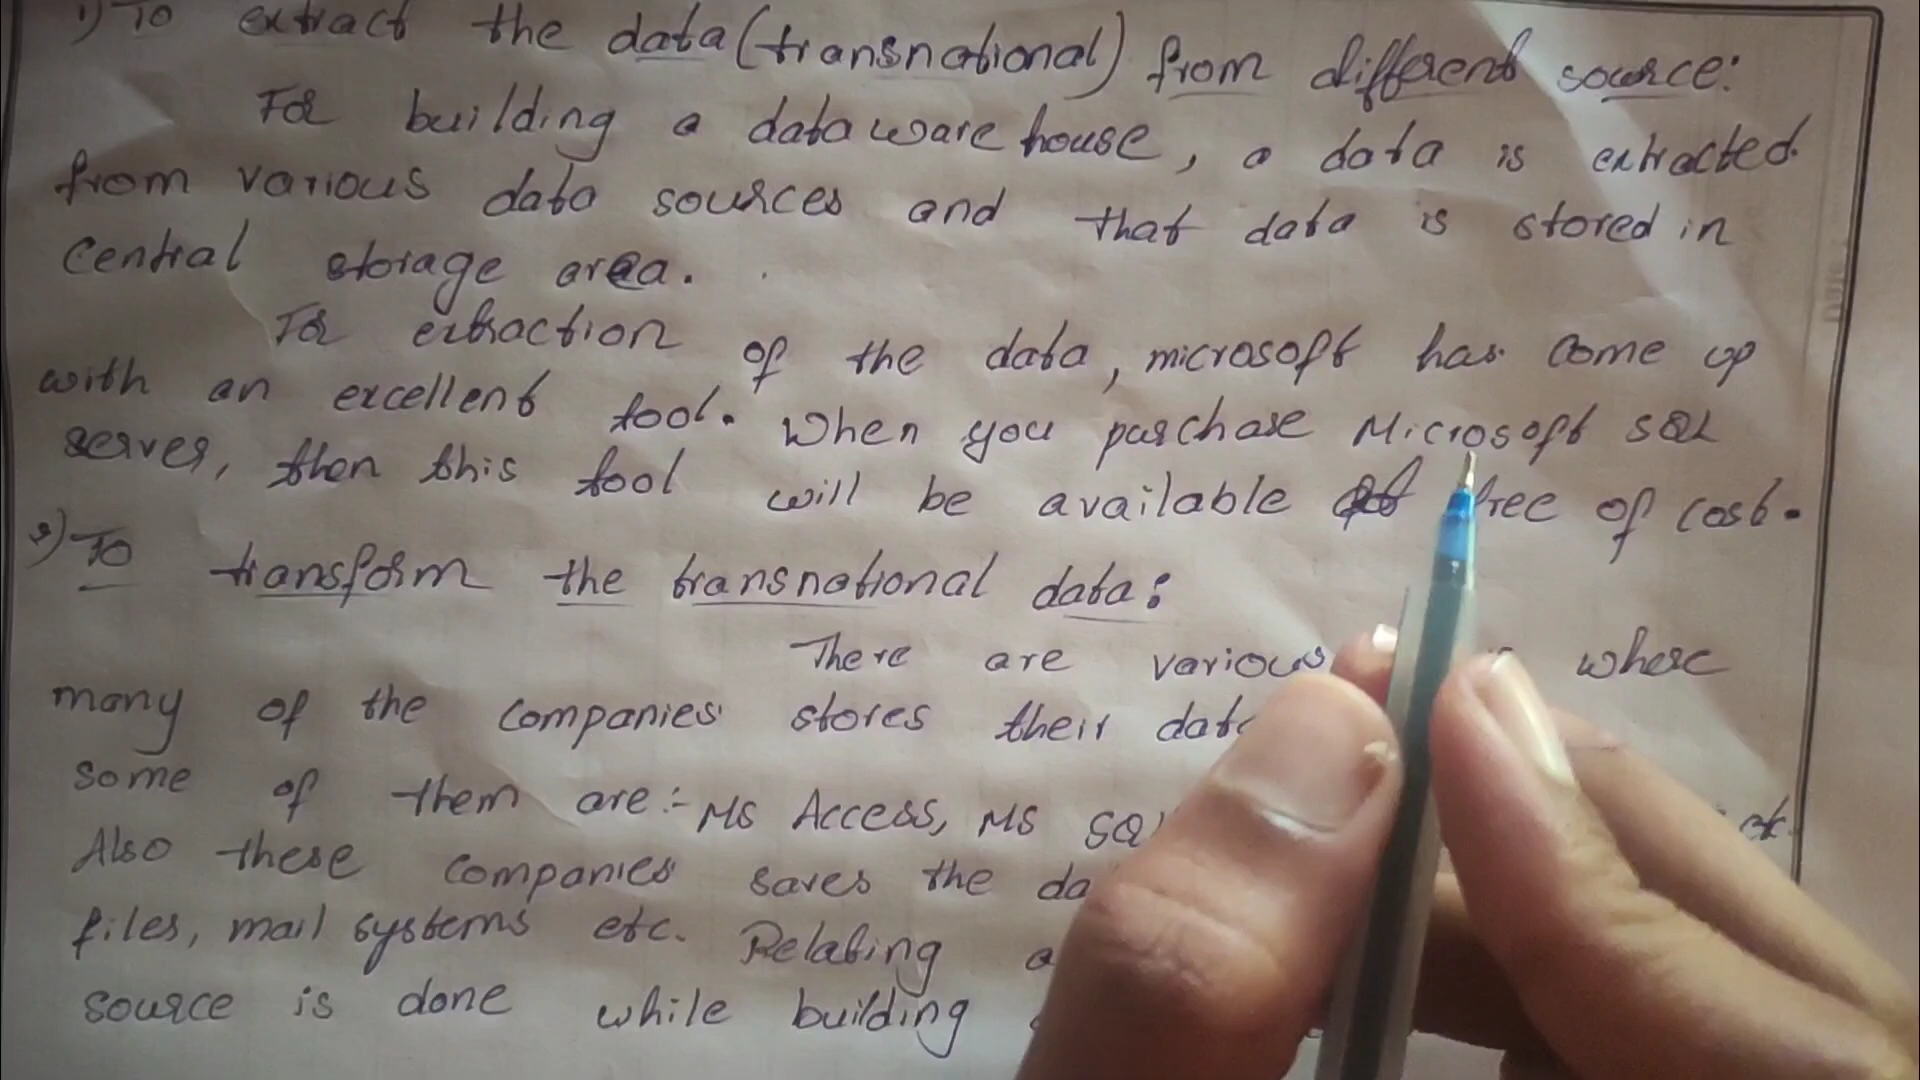 1) To extract the data (transnational) from different source:
For building a data ware house, a data is extracted
from various data sources and that data is stored in
Central storage area.
For extraction of the data, microsoft has come up
with an excellent tool. When you purchase Microsoft SQL
server, then this tool will be available free of cost.
2) To transform the transnational data:
There are various where
many of the companies stores their data
some of them are:- MS Access, MS SQL
Also these companies saves the
files, mail systems etc. Relating
source is done while building